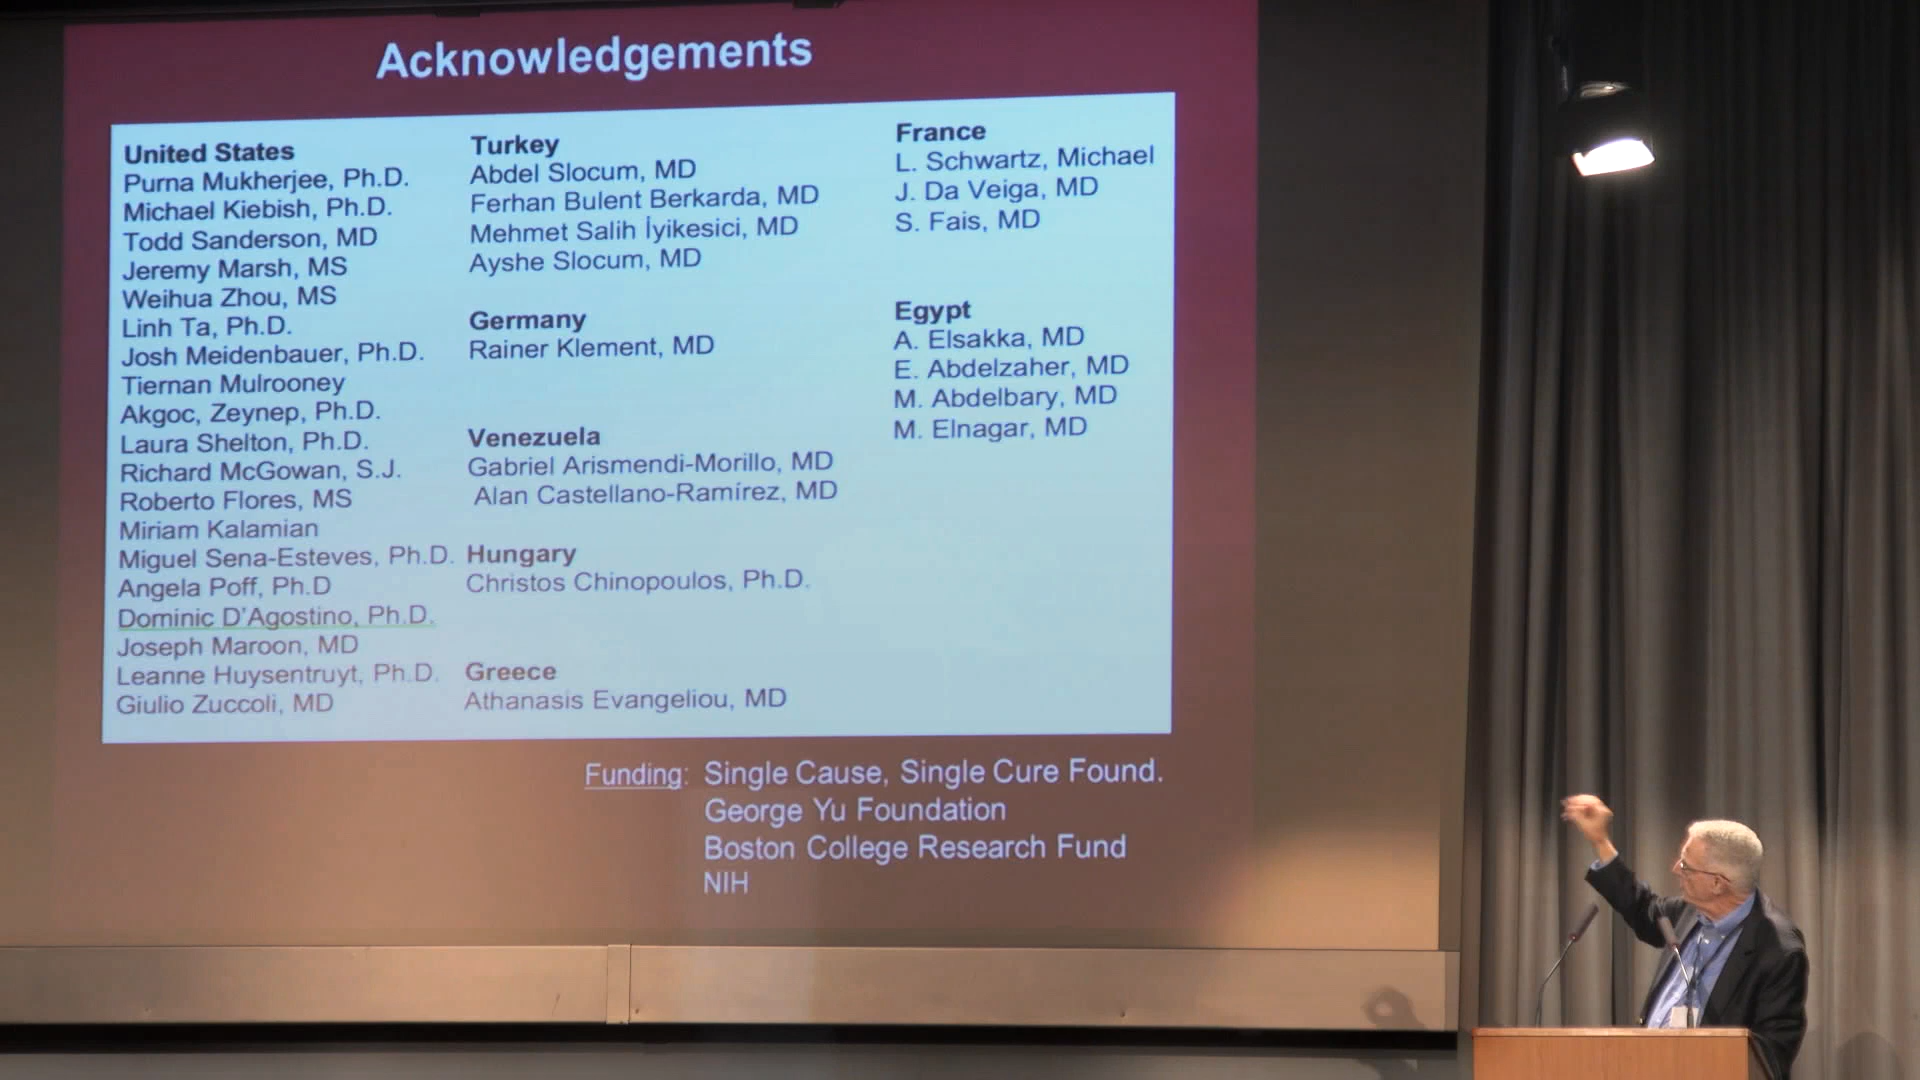 Acknowledgements
United States
Purna Mukherjee, Ph.D.
Michael Kiebish, Ph.D.
Todd Sanderson, MD
Jeremy Marsh, MS
Weihua Zhou, MS
Linh Ta, Ph.D.
Josh Meidenbauer, Ph.D.
Tiernan Mulrooney
Akgoc, Zeynep, Ph.D.
Laura Shelton, Ph.D.
Richard McGowan, S.J.
Roberto Flores, MS
Miriam Kalamian
Miguel Sena-Esteves, Ph.D.
Angela Poff, Ph.D
Dominic D'Agostino, Ph.D.
Joseph Maroon, MD
Leanne Huysentruyt, Ph.D.
Giulio Zuccoli, MD
Turkey
Abdel Slocum, MD
Ferhan Bulent Berkarda, MD
Mehmet Salih İyikesici, MD
Ayshe Slocum, MD
Germany
Rainer Klement, MD
Venezuela
Gabriel Arismendi-Morillo, MD
Alan Castellano-Ramírez, MD
Hungary
Christos Chinopoulos, Ph.D.
Greece
Athanasis Evangeliou, MD
France
L. Schwartz, Michael
J. Da Veiga, MD
S. Fais, MD
Egypt
A. Elsakka, MD
E. Abdelzaher, MD
M. Abdelbary, MD
M. Elnagar, MD
Funding: Single Cause, Single Cure Found.
George Yu Foundation
Boston College Research Fund
NIH